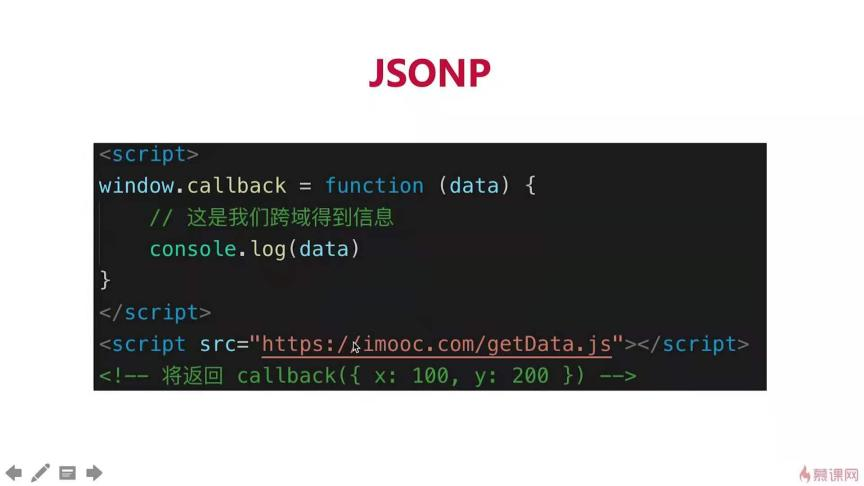 JSONP
<script>
window.callback = function (data) {
    // 这是我们跨域得到信息
    console.log(data)
}
</script>
<script src="https://imooc.com/getData.js"></script>
<!-- 将返回 callback({ x: 100, y: 200 }) -->
慕课网